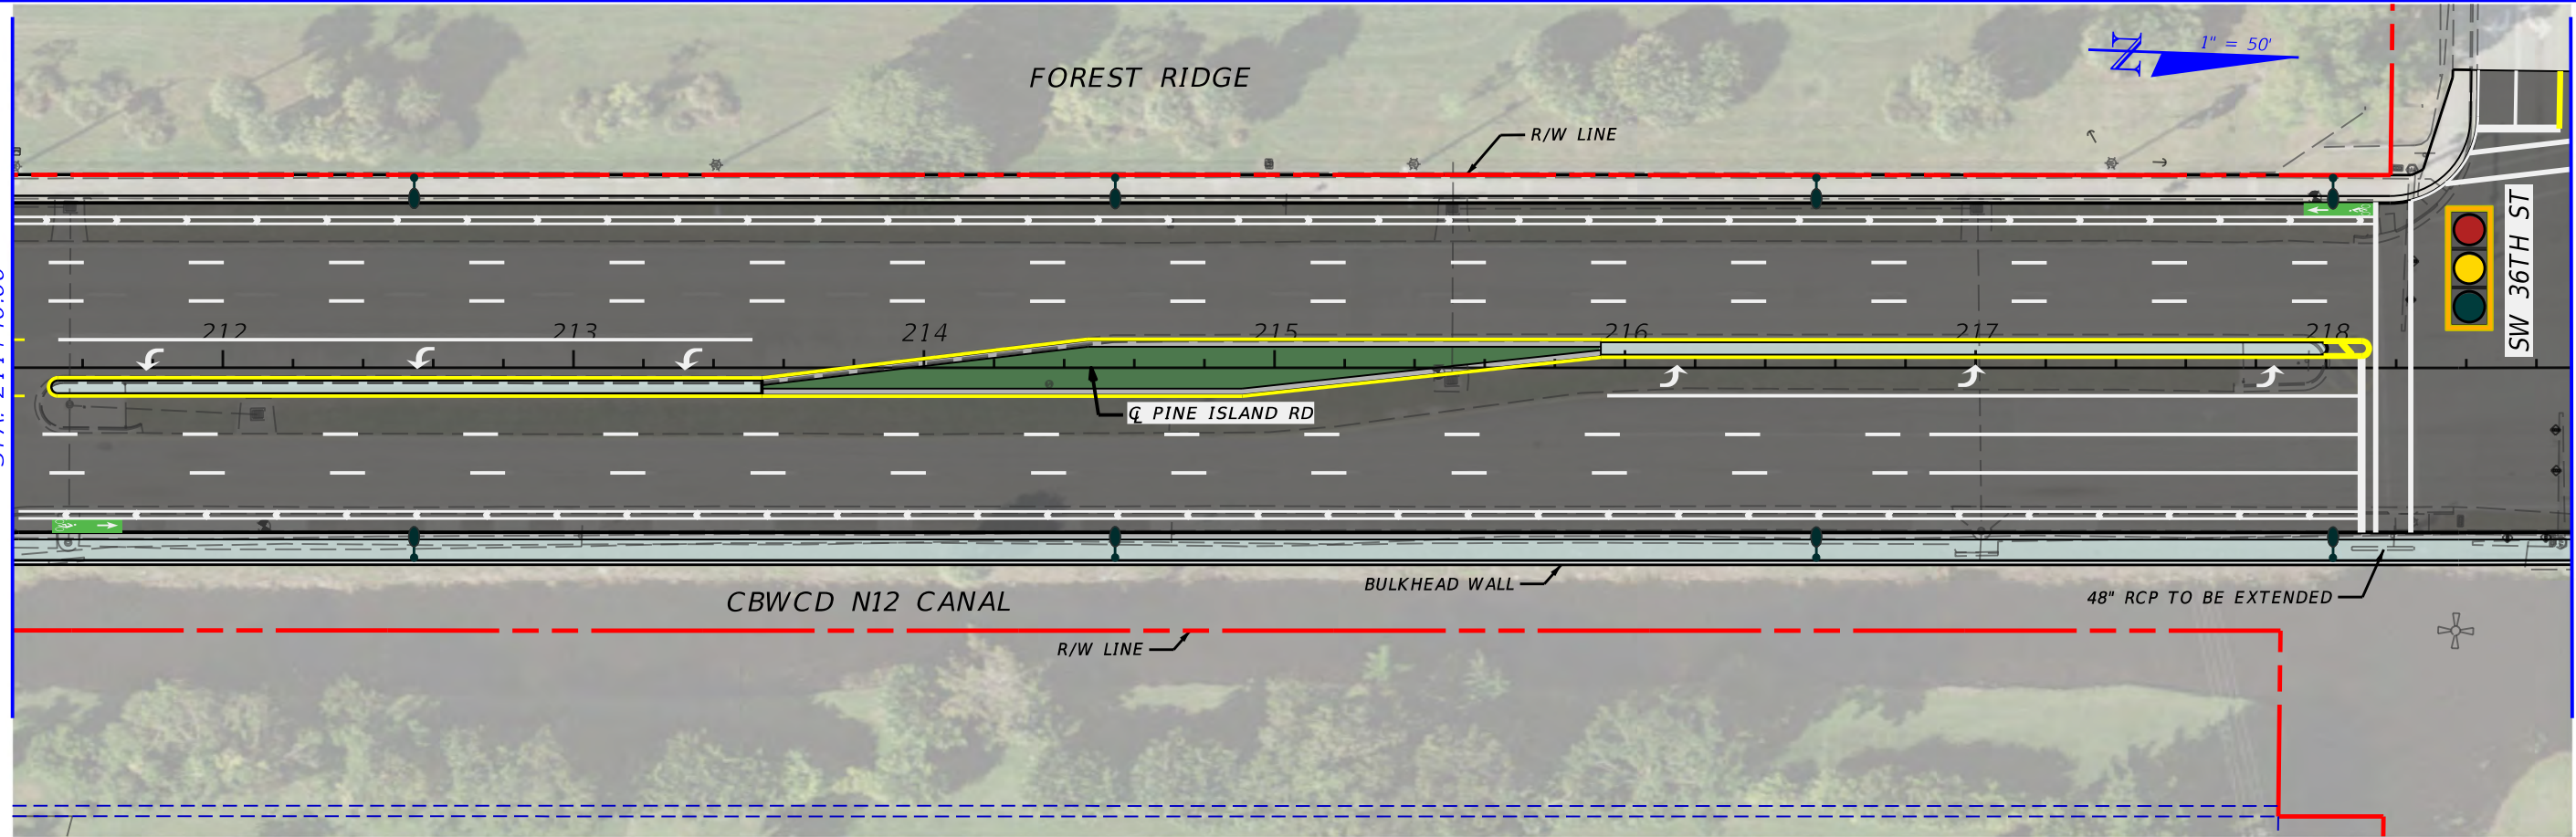 FOREST RIDGE
N
1" = 50'
R/W LINE
SW 36TH ST
212
213
214
215
216
217
218
℄ PINE ISLAND RD
BULKHEAD WALL
CBWCD N12 CANAL
48" RCP TO BE EXTENDED
R/W LINE